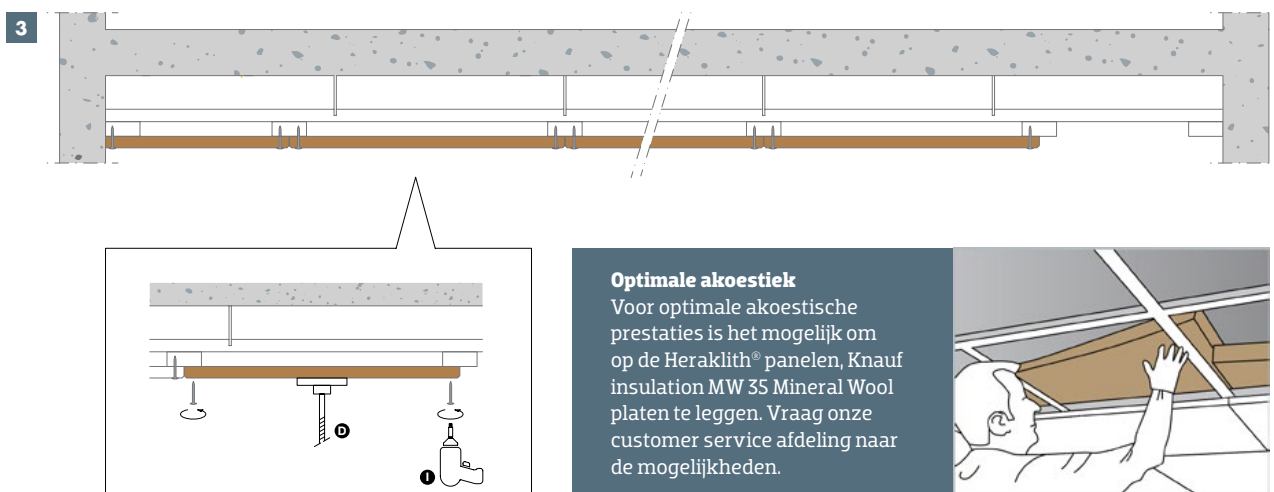 3
D
I
Optimale akoestiek
Voor optimale akoestische
prestaties is het mogelijk om
op de Heraklith® panelen, Knauf
insulation MW 35 Mineral Wool
platen te leggen. Vraag onze
customer service afdeling naar
de mogelijkheden.